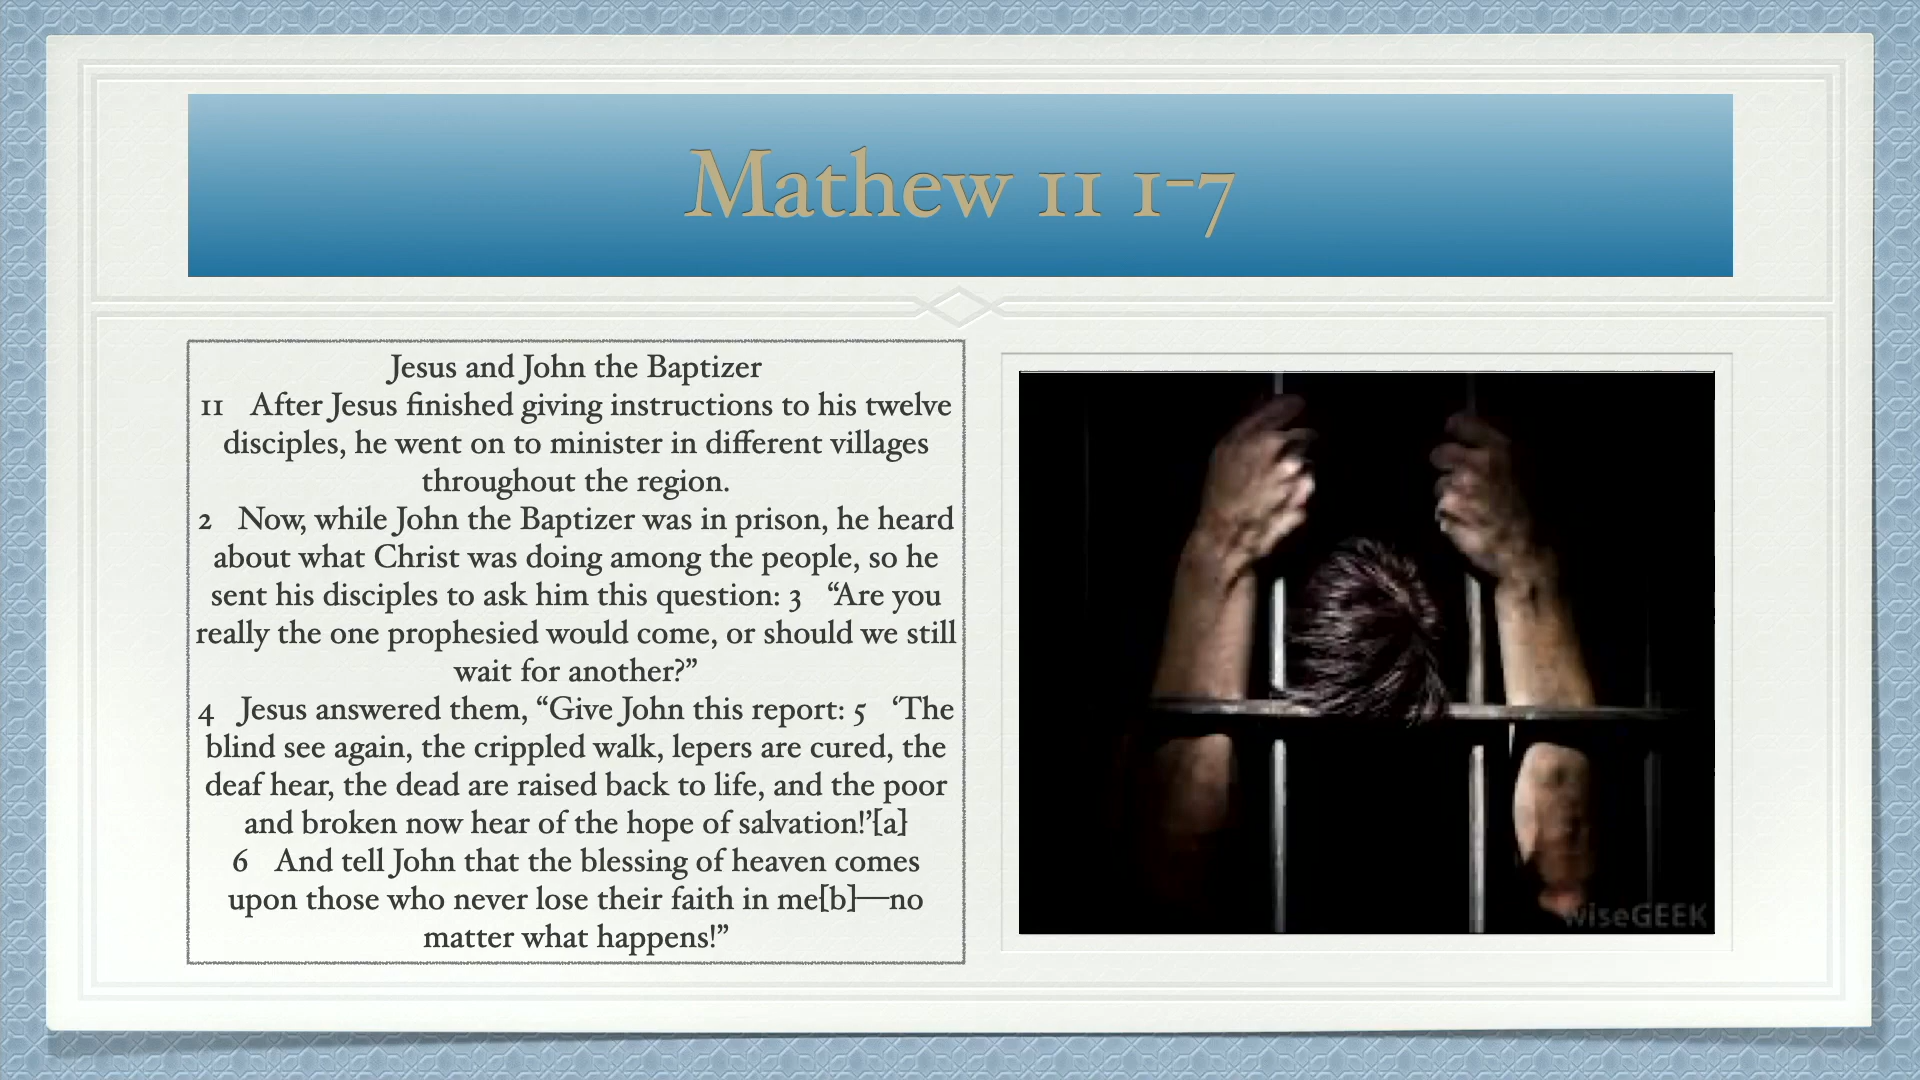 Mathew 11 1-7
Jesus and John the Baptizer
11 After Jesus finished giving instructions to his twelve
disciples, he went on to minister in different villages
throughout the region.
2 Now, while John the Baptizer was in prison, he heard
about what Christ was doing among the people, so he
sent his disciples to ask him this question: 3 “Are you
really the one prophesied would come, or should we still
wait for another?”
4 Jesus answered them, “Give John this report: 5 ‘The
blind see again, the crippled walk, lepers are cured, the
deaf hear, the dead are raised back to life, and the poor
and broken now hear of the hope of salvation!’[a]
6 And tell John that the blessing of heaven comes
upon those who never lose their faith in me[b]—no
matter what happens!”
wiseGEEK